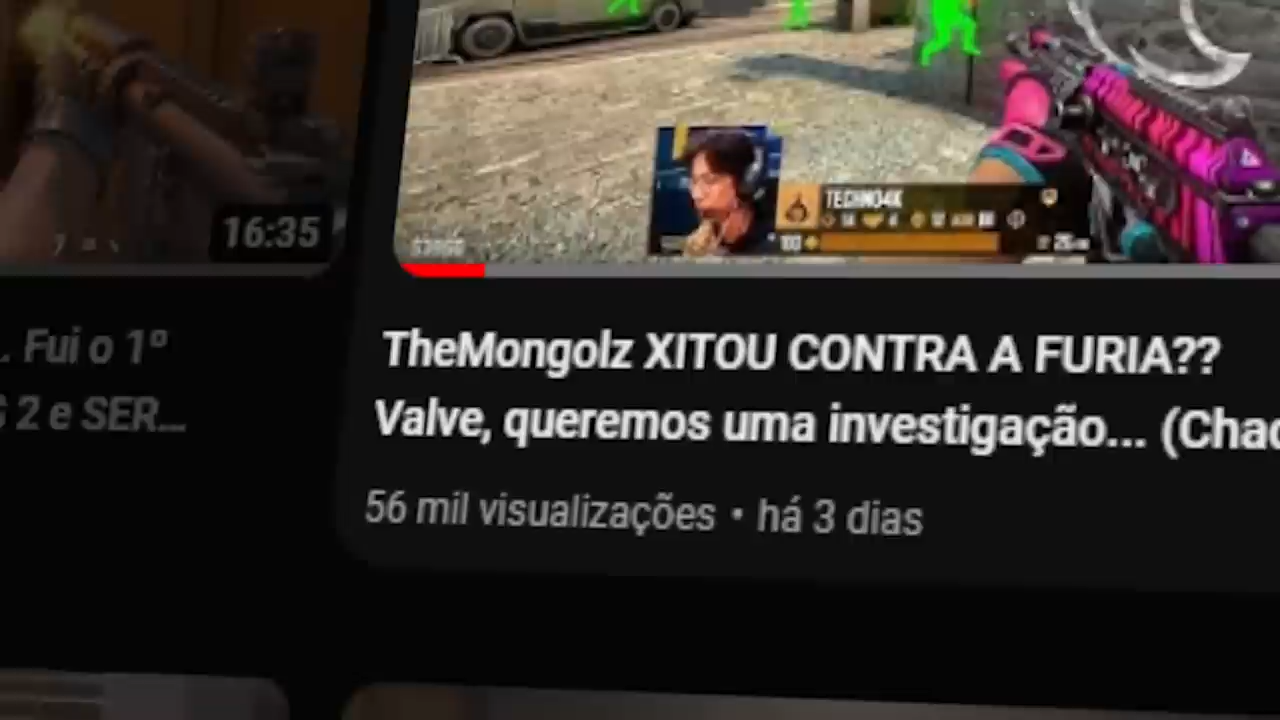 TECHNO4K
16:35
. Fui o 1º
2 e SER...
TheMongolz XITOU CONTRA A FURIA??
Valve, queremos uma investigação... (Chao
56 mil visualizações • há 3 dias